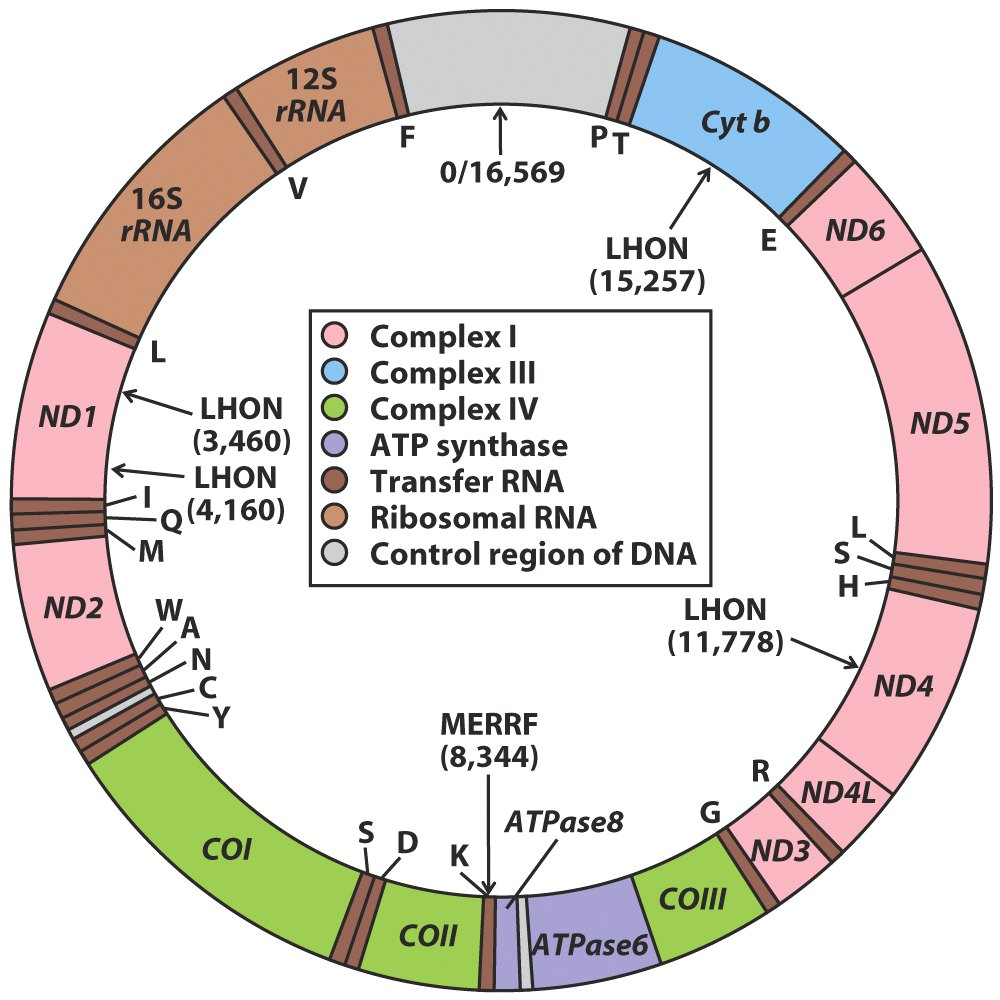 12S
rRNA
F
0/16,569
P
T
Cyt b
V
16S
rRNA
LHON
(15,257)
E
ND6
Complex I
Complex III
Complex IV
ATP synthase
Transfer RNA
Ribosomal RNA
Control region of DNA
L
ND1
LHON
(3,460)
LHON
(4,160)
I
Q
M
ND2
W
A
N
C
Y
ND5
L
S
H
LHON
(11,778)
ND4
MERRF
(8,344)
R
ND4L
G
ND3
ATPase8
COI
S
D
K
COII
ATPase6
COIII